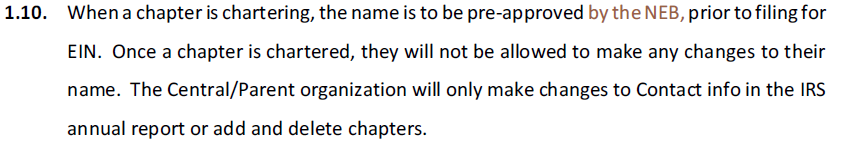 1.10. When a chapter is chartering, the name is to be pre-approved by the NEB, prior to filing for
EIN. Once a chapter is chartered, they will not be allowed to make any changes to their
name. The Central/Parent organization will only make changes to Contact info in the IRS
annual report or add and delete chapters.